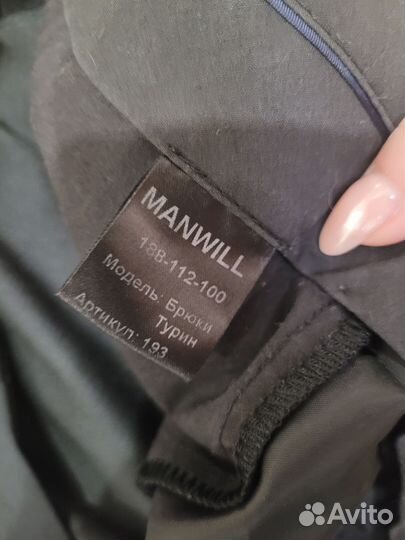 MANWILL
188-112-100
Модель: Брюки
Турин
Артикул: 193
Avito